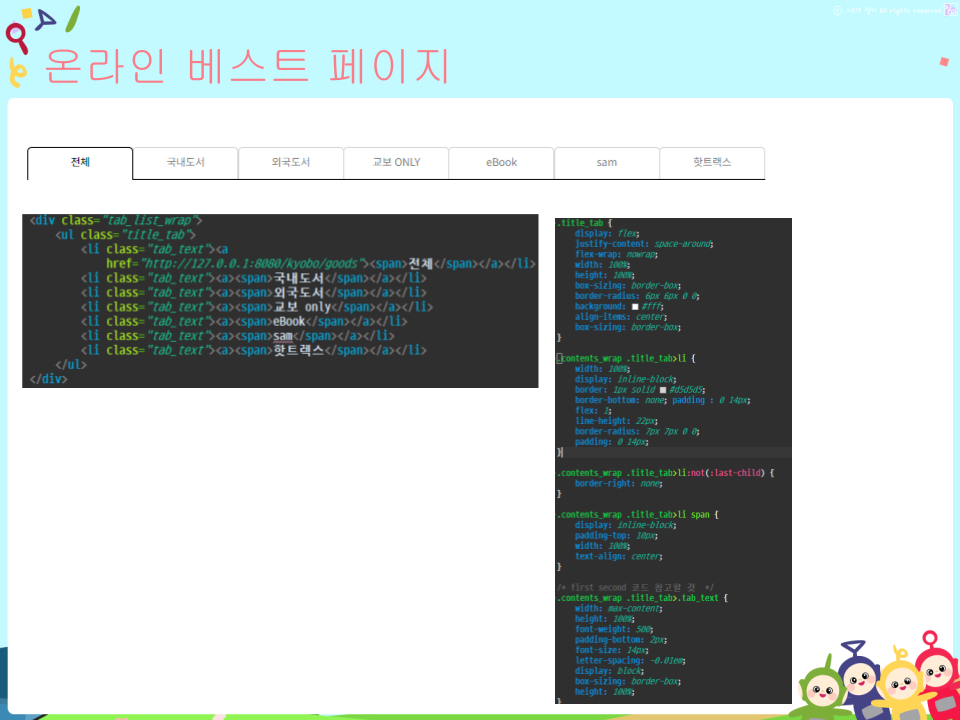 All rights reserved
온라인 베스트 페이지
전체 국내도서 외국도서 교보 ONLY eBook sam 핫트랙스
<div class="tab_list_wrap">
<ul class="title_tab">
<li class="tab_text"><a
href="http://127.0.0.1:8080/kyobo/goods"><span>전체</span></a></li>
<li class="tab_text"><a><span>국내도서</span></a></li>
<li class="tab_text"><a><span>외국도서</span></a></li>
<li class="tab_text"><a><span>교보 only</span></a></li>
<li class="tab_text"><a><span>eBook</span></a></li>
<li class="tab_text"><a><span>sam</span></a></li>
<li class="tab_text"><a><span>핫트랙스</span></a></li>
</ul>
</div>
.title_tab {
display: flex;
justify-content: space-around;
flex-wrap: nowrap;
width: 100%;
height: 100%;
box-sizing: border-box;
border-radius: 6px 6px 0 0;
background: #fff;
align-items: center;
box-sizing: border-box;
}
.contents_wrap .title_tab>li {
width: 100%;
display: inline-block;
border: 1px solid #d5d5d5;
border-bottom: none; padding : 0 14px;
flex: 1;
line-height: 22px;
border-radius: 7px 7px 0 0;
padding: 0 14px;
}
.contents_wrap .title_tab>li:not(:last-child) {
border-right: none;
}
.contents_wrap .title_tab>li span {
display: inline-block;
padding-top: 10px;
width: 100%;
text-align: center;
}
/* first second 코드 참고할 것 */
.contents_wrap .title_tab>.tab_text {
width: max-content;
height: 100%;
font-weight: 500;
padding-bottom: 2px;
font-size: 14px;
letter-spacing: -0.01em;
display: block;
box-sizing: border-box;
height: 100%;
}